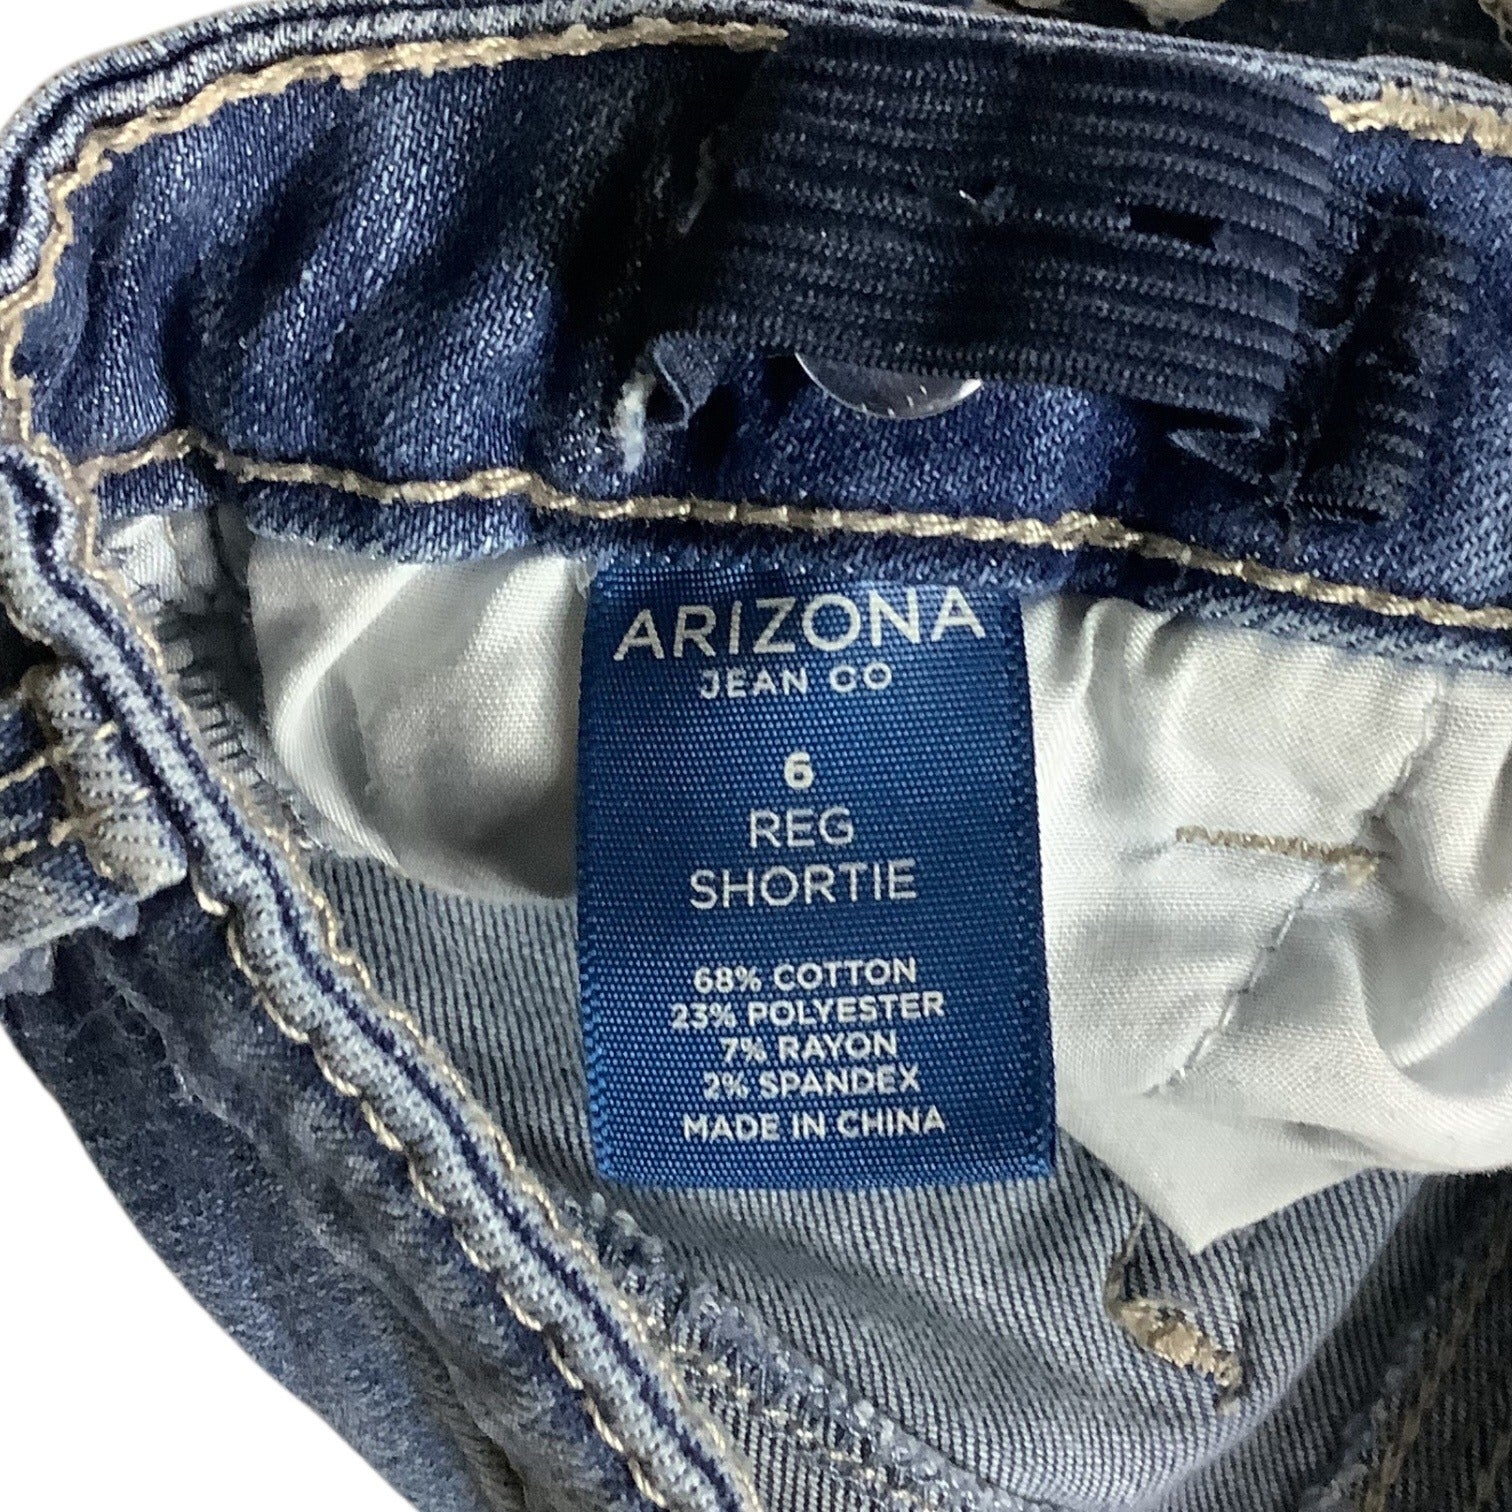 ARIZONA
JEAN CO
6
REG
SHORTIE
68% COTTON
23% POLYESTER
7% RAYON
2% SPANDEX
MADE IN CHINA